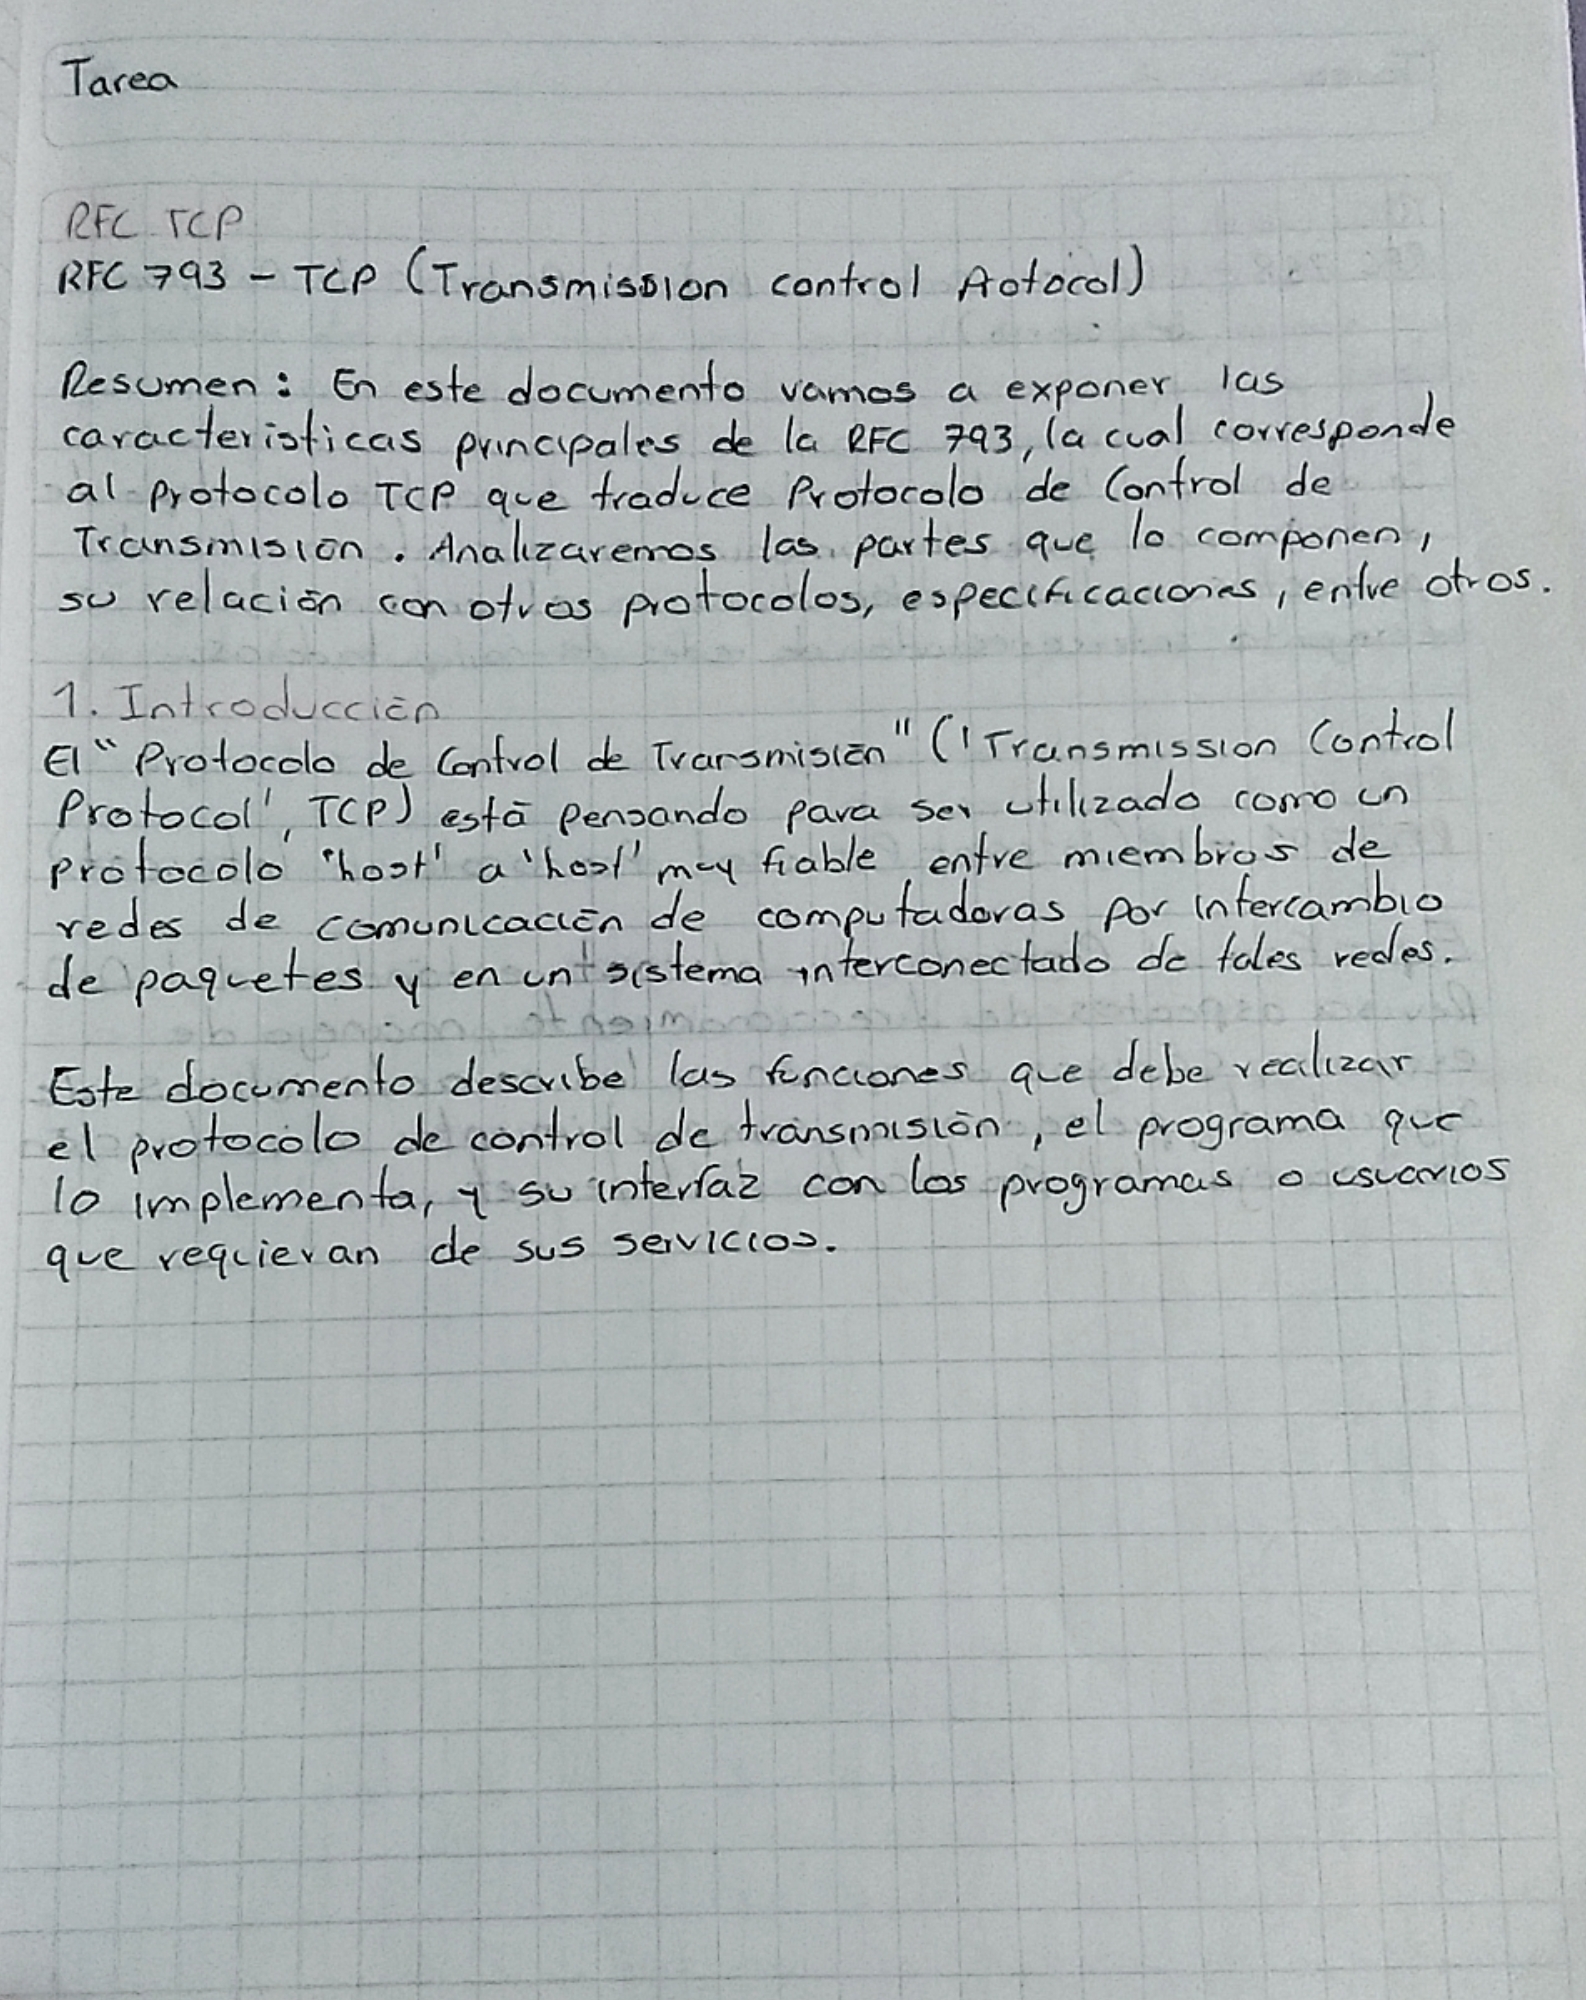 Tarea
RFC TCP
RFC 793 - TCP (Transmission control Protocol)
Resumen: En este documento vamos a exponer las
caracteristicas principales de la RFC 793, la cual corresponde
al protocolo TCP que traduce Protocolo de Control de
Transmisión. Analizaremos las partes que lo componen,
su relación con otros protocolos, especificaciones, entre otros.
1. Introducción
El "Protocolo de Control de Transmisión" ('Transmission Control
Protocol', TCP) está pensando para ser utilizado como un
protocolo 'host' a 'host' muy fiable entre miembros de
redes de comunicación de computadoras por intercambio
de paquetes y en un sistema interconectado de tales redes.
Este documento describe las funciones que debe realizar
el protocolo de control de transmisión, el programa que
lo implementa, y su interfaz con los programas o usuarios
que requieran de sus servicios.